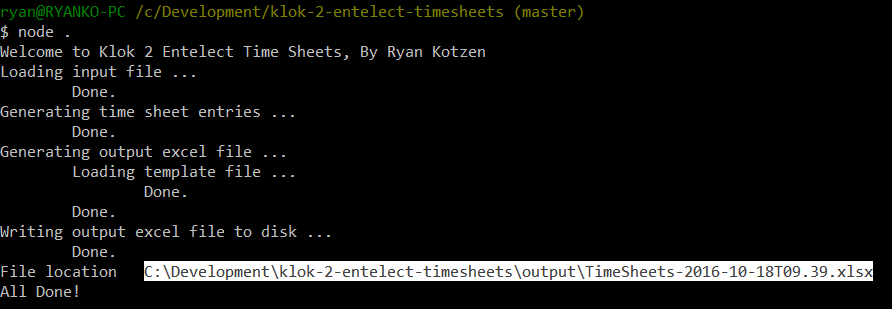 ryan@RYANKO-PC /c/Development/klok-2-entelect-timesheets (master)
$ node .
Welcome to Klok 2 Entelect Time Sheets, By Ryan Kotzen
Loading input file ...
        Done.
Generating time sheet entries ...
        Done.
Generating output excel file ...
        Loading template file ...
                Done.
        Done.
Writing output excel file to disk ...
        Done.
File location   C:\Development\klok-2-entelect-timesheets\output\TimeSheets-2016-10-18T09.39.xlsx
All Done!